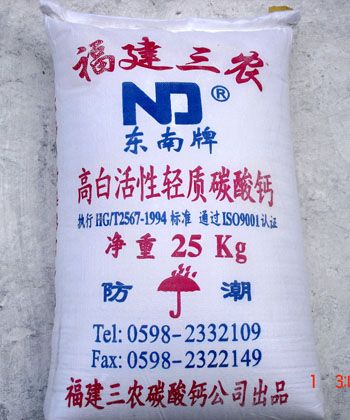 福建三农
ND®
东南牌
高白活性轻质碳酸钙
执行 HG/T2567-1994 标准 通过ISO9001认证
净重 25 Kg
防潮
Tel: 0598-2332109
Fax: 0598-2322149
福建三农碳酸钙公司出品